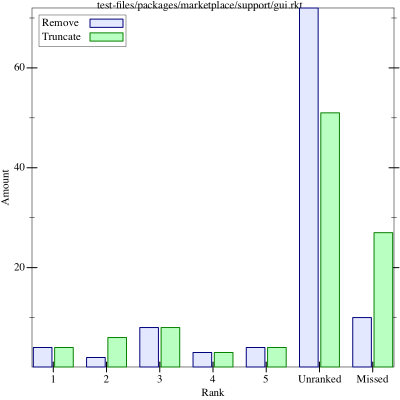 test-files/packages/marketplace/support/gui.rkt
Remove
Truncate
60
40
20
Amount
1 2 3 4 5 Unranked Missed
Rank